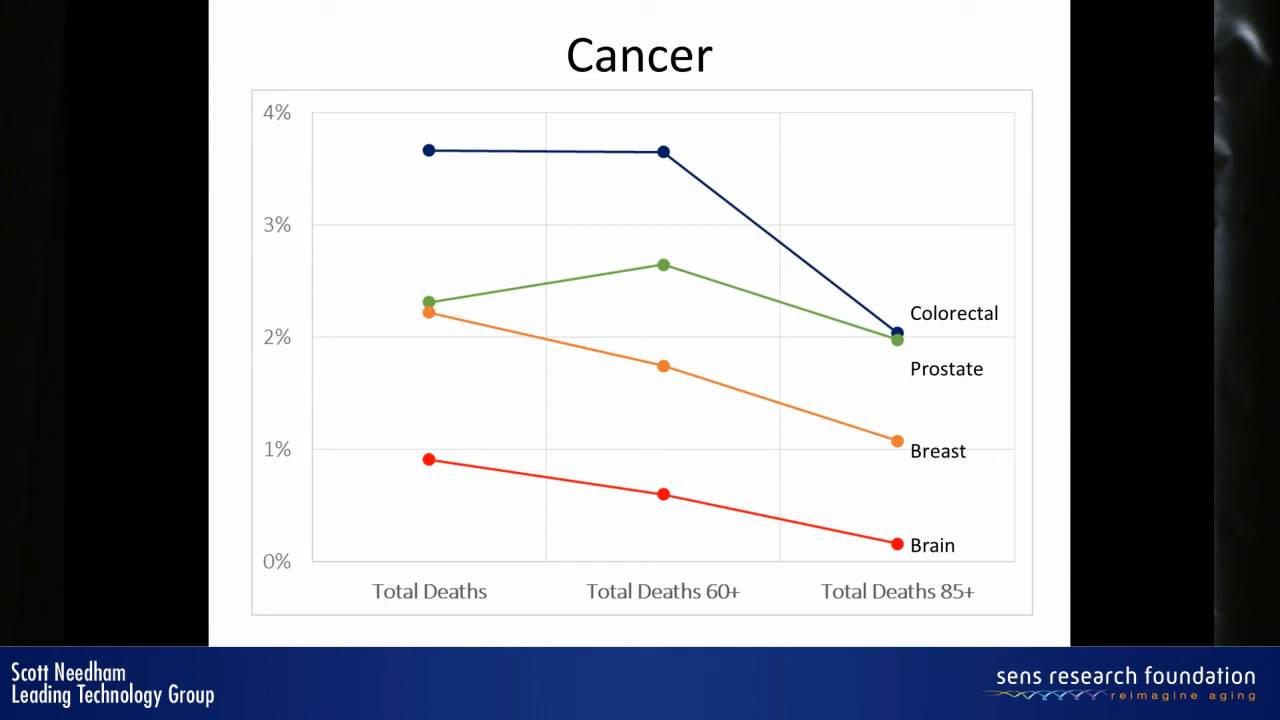 Cancer
4%
3%
2%
1%
0%
Colorectal
Prostate
Breast
Brain
Total Deaths
Total Deaths 60+
Total Deaths 85+
Scott Needham
Leading Technology Group
sens research foundation
reimagine aging